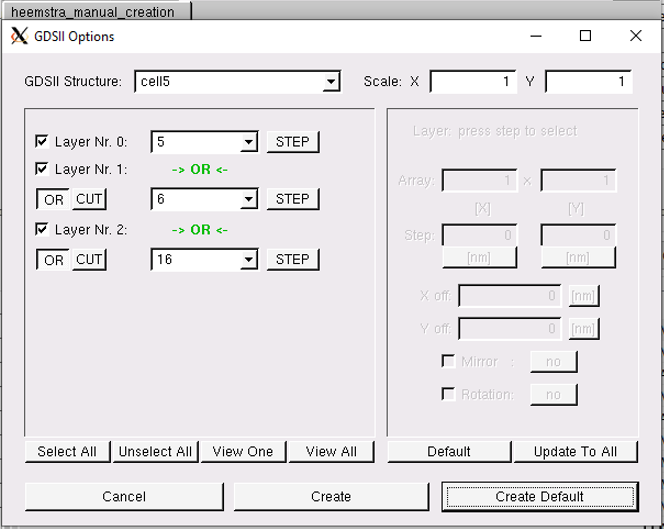 heemstra_manual_creation
GDSII Options
GDSII Structure: cell5 Scale: X 1 Y 1
Layer Nr. 0: 5 STEP
Layer Nr. 1: -> OR <-
OR CUT 6 STEP
Layer Nr. 2: -> OR <-
OR CUT 16 STEP
Layer: press step to select
Array: 1 x 1
[X] [Y]
Step: 0 0
[nm] [nm]
X off: 0 [nm]
Y off: 0 [nm]
Mirror : no
Rotation: no
Select All Unselect All View One View All Default Update To All
Cancel Create Create Default